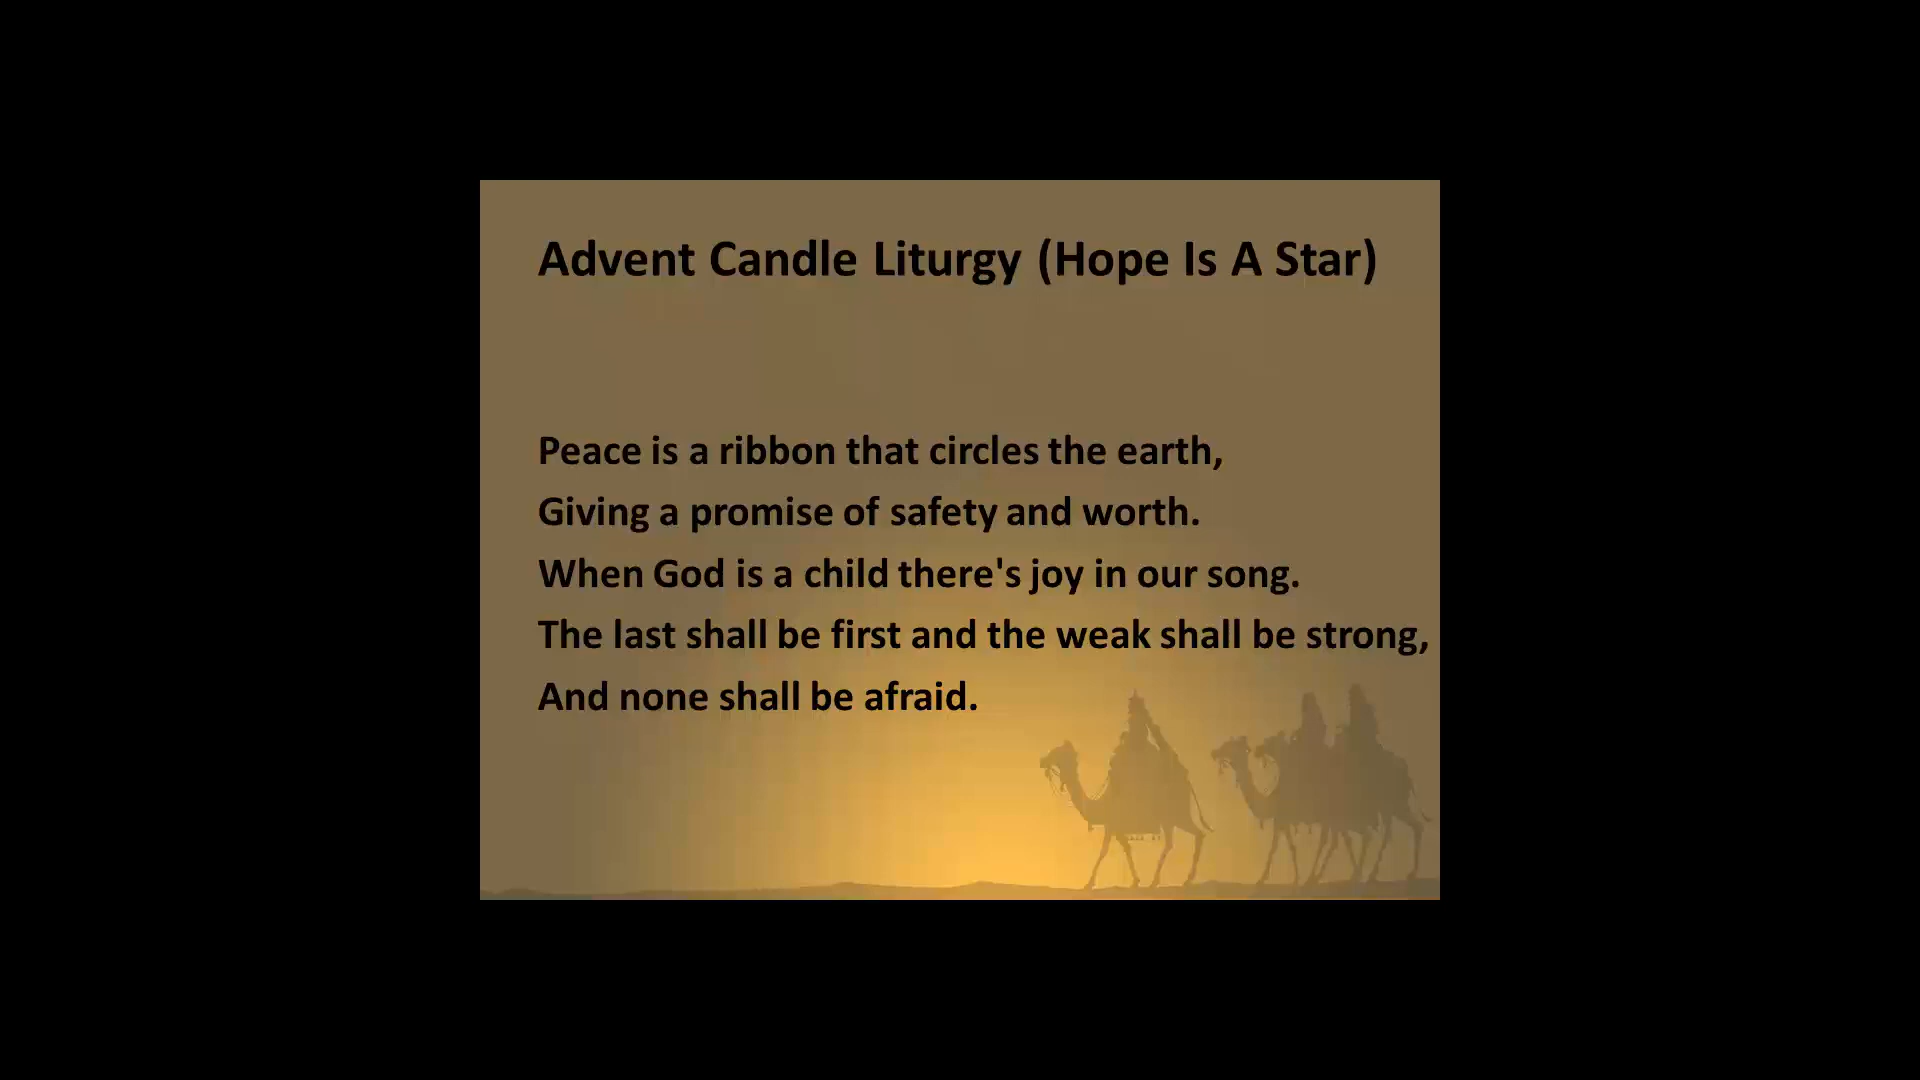 Advent Candle Liturgy (Hope Is A Star)
Peace is a ribbon that circles the earth,
Giving a promise of safety and worth.
When God is a child there's joy in our song.
The last shall be first and the weak shall be strong,
And none shall be afraid.